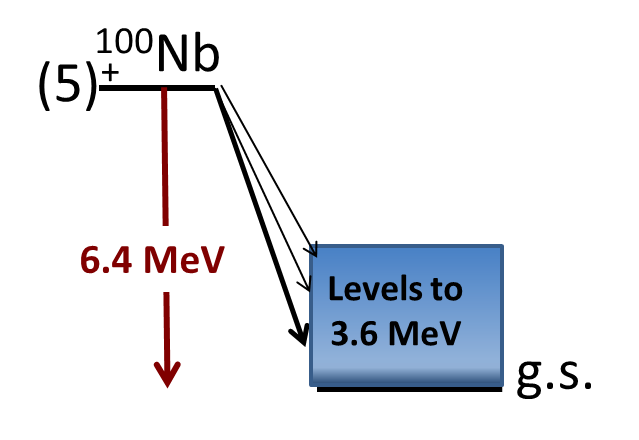 ¹⁰⁰Nb
(5)⁺
6.4 MeV
Levels to
3.6 MeV
g.s.